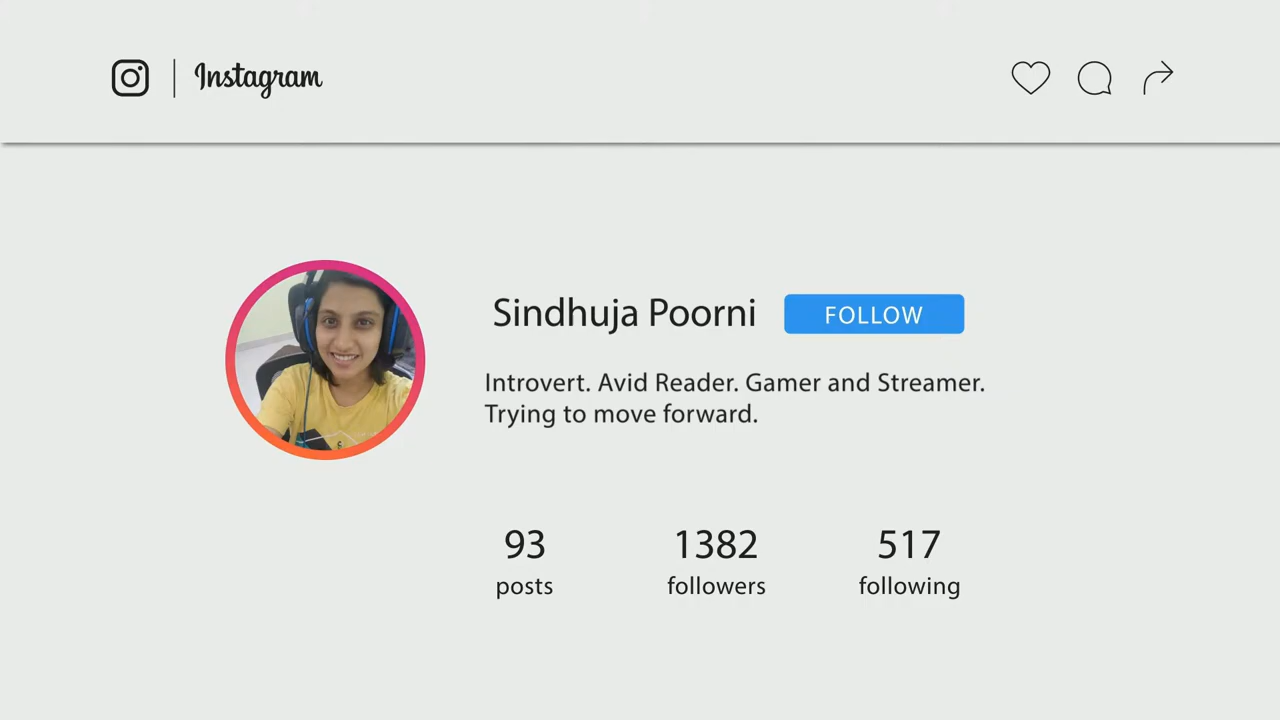 Instagram
Sindhuja Poorni FOLLOW
Introvert. Avid Reader. Gamer and Streamer.
Trying to move forward.
93 1382 517
posts followers following